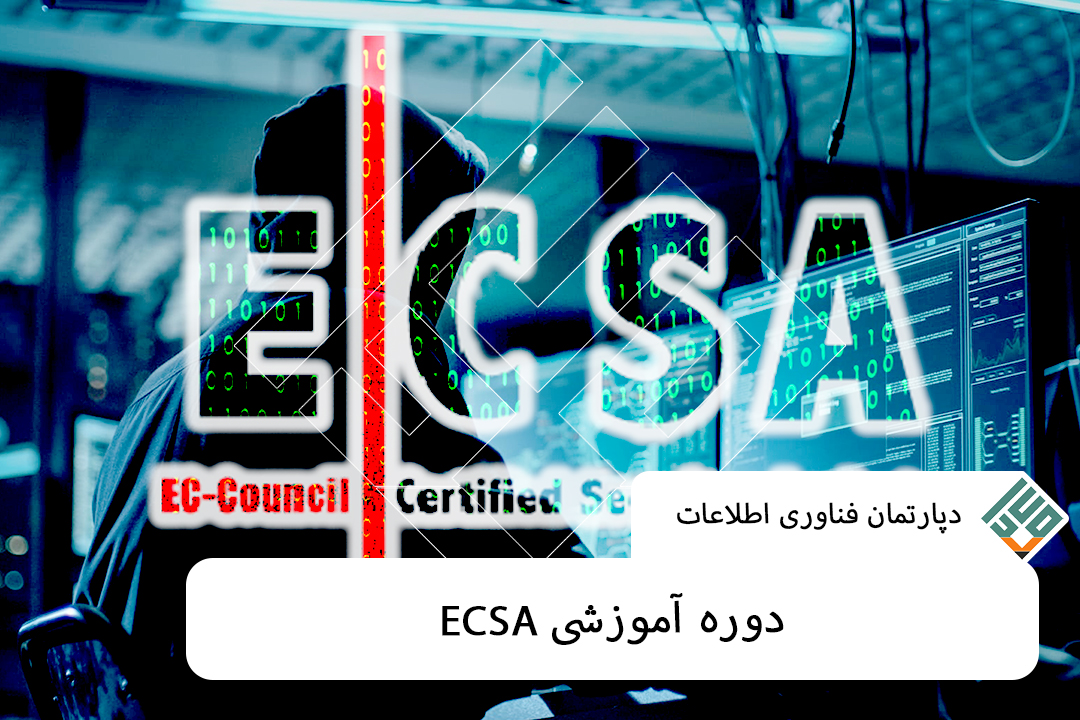 ECSA
EC-Council Certified
دپارتمان فناوری اطلاعات
دوره آموزشی ECSA